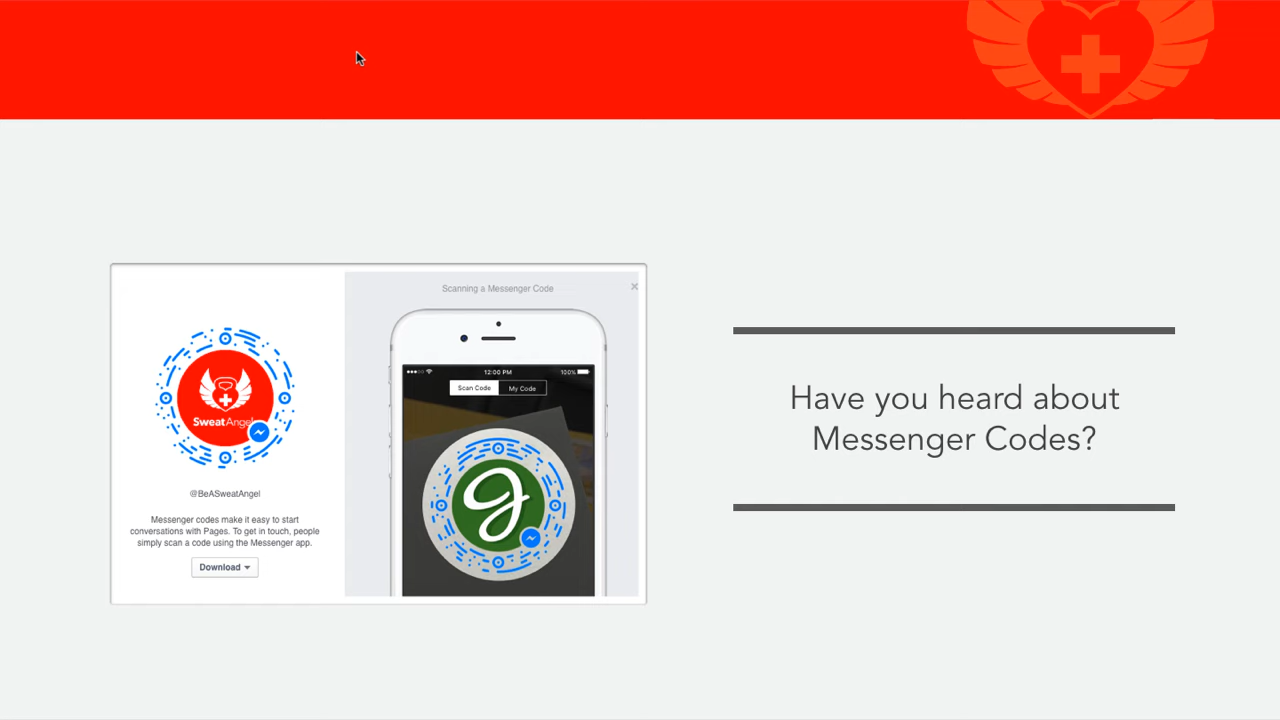 Scanning a Messenger Code
12:00 PM
100%
Scan Code
My Code
SweatAngel
@BeASweatAngel
Messenger codes make it easy to start
conversations with Pages. To get in touch, people
simply scan a code using the Messenger app.
Download
Have you heard about
Messenger Codes?